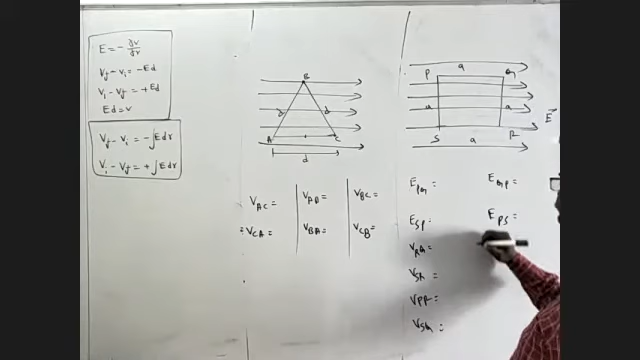 E = - ∂v/∂r
Vf - Vi = - Ed
Vi - Vf = + Ed
Ed = v
Vf - Vi = - ∫ Edr
Vi - Vf = + ∫ Edr
B
d d
A C
d
VAC =
VAB =
VBC =
VCA =
VBA =
VCB =
P a Q
a a
E→
S a R
EPQ =
EQP =
ESP =
EPS =
VRQ =
VSR =
VPR =
VSQ =